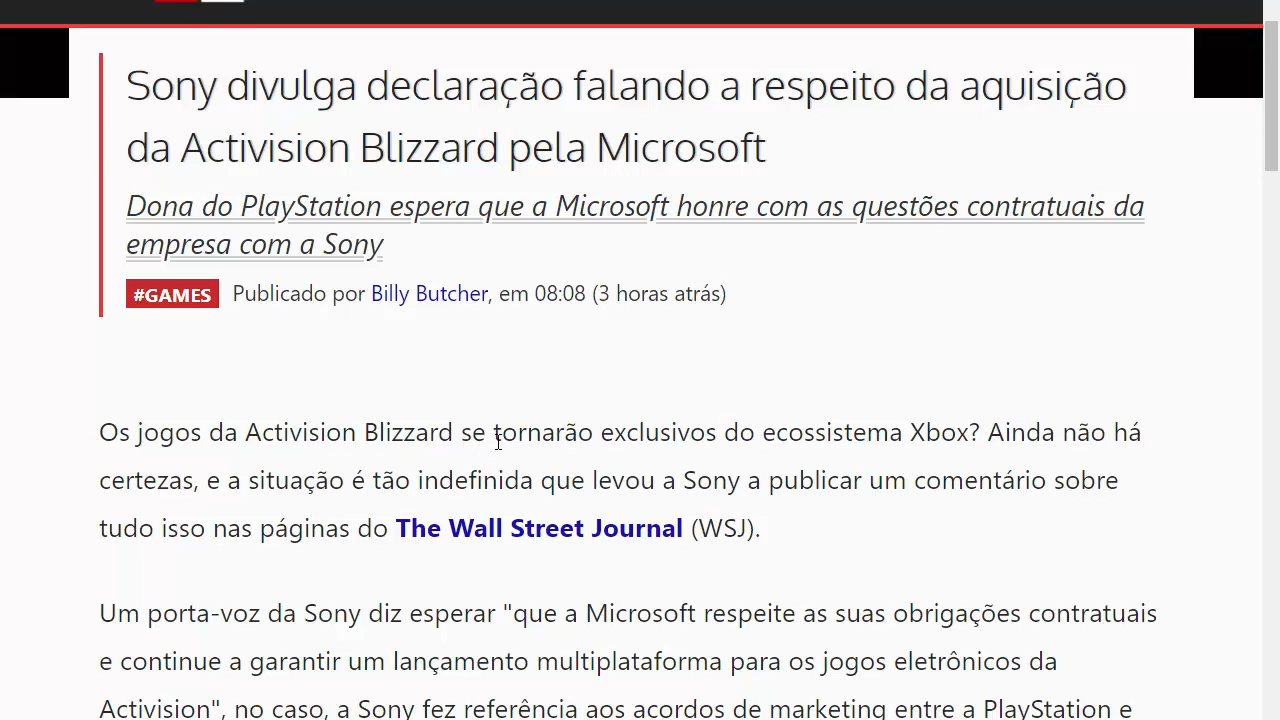 Sony divulga declaração falando a respeito da aquisição
da Activision Blizzard pela Microsoft
Dona do PlayStation espera que a Microsoft honre com as questões contratuais da
empresa com a Sony
#GAMES Publicado por Billy Butcher, em 08:08 (3 horas atrás)
Os jogos da Activision Blizzard se tornarão exclusivos do ecossistema Xbox? Ainda não há
certezas, e a situação é tão indefinida que levou a Sony a publicar um comentário sobre
tudo isso nas páginas do The Wall Street Journal (WSJ).
Um porta-voz da Sony diz esperar "que a Microsoft respeite as suas obrigações contratuais
e continue a garantir um lançamento multiplataforma para os jogos eletrônicos da
Activision", no caso, a Sony fez referência aos acordos de marketing entre a PlayStation e